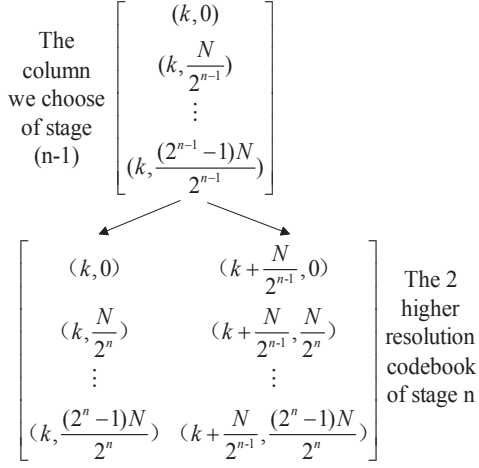 The
column
we choose
of stage
(n-1)
(k,0)
(k, N/2^{n-1})
⋮
(k, (2^{n-1}-1)N/2^{n-1})
(k,0) (k+N/2^{n-1},0)
(k, N/2^n) (k+N/2^{n-1}, N/2^n)
⋮ ⋮
(k, (2^n-1)N/2^n) (k+N/2^{n-1}, (2^n-1)N/2^n)
The 2
higher
resolution
codebook
of stage n